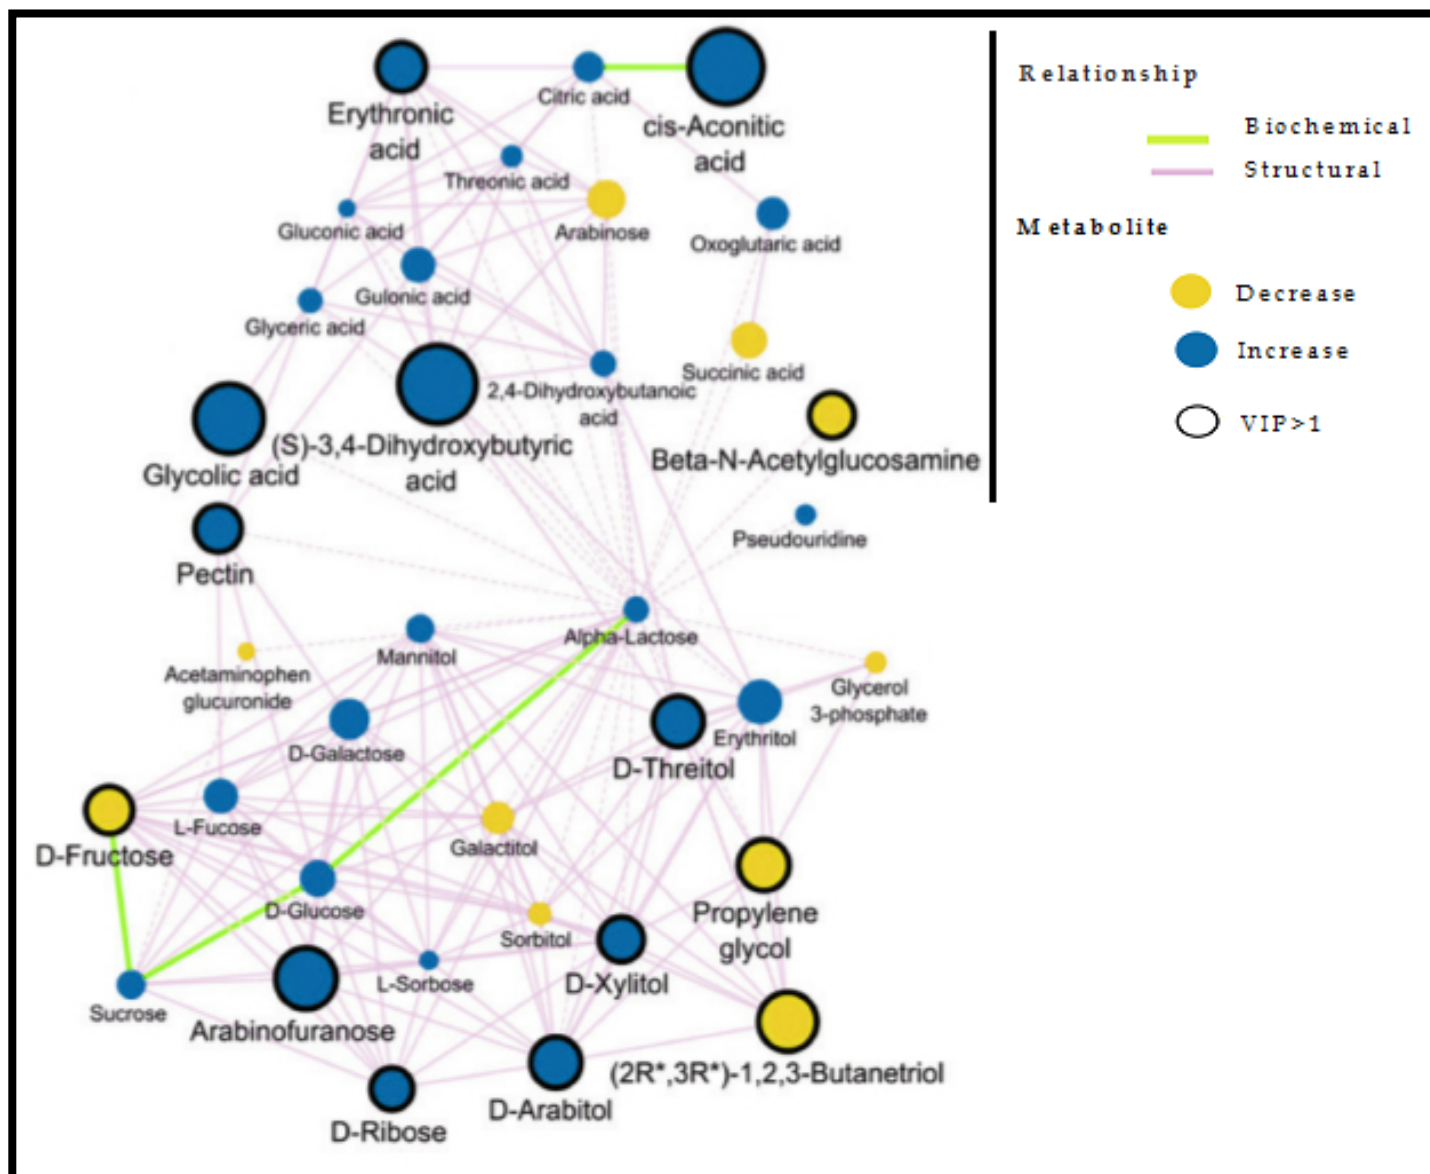 Erythronic
acid
Citric acid
cis-Aconitic
acid
Threonic acid
Gluconic acid
Arabinose
Oxoglutaric acid
Gulonic acid
Glyceric acid
Succinic acid
2,4-Dihydroxybutanoic
acid
(S)-3,4-Dihydroxybutyric
acid
Glycolic acid
Beta-N-Acetylglucosamine
Pseudouridine
Pectin
Alpha-Lactose
Mannitol
Acetaminophen
glucuronide
Glycerol
3-phosphate
Erythritol
D-Galactose
D-Threitol
L-Fucose
Galactitol
D-Fructose
D-Glucose
Propylene
glycol
Sorbitol
L-Sorbose
D-Xylitol
Sucrose
Arabinofuranose
(2R*,3R*)-1,2,3-Butanetriol
D-Arabitol
D-Ribose
Relationship
Biochemical
Structural
Metabolite
Decrease
Increase
VIP>1